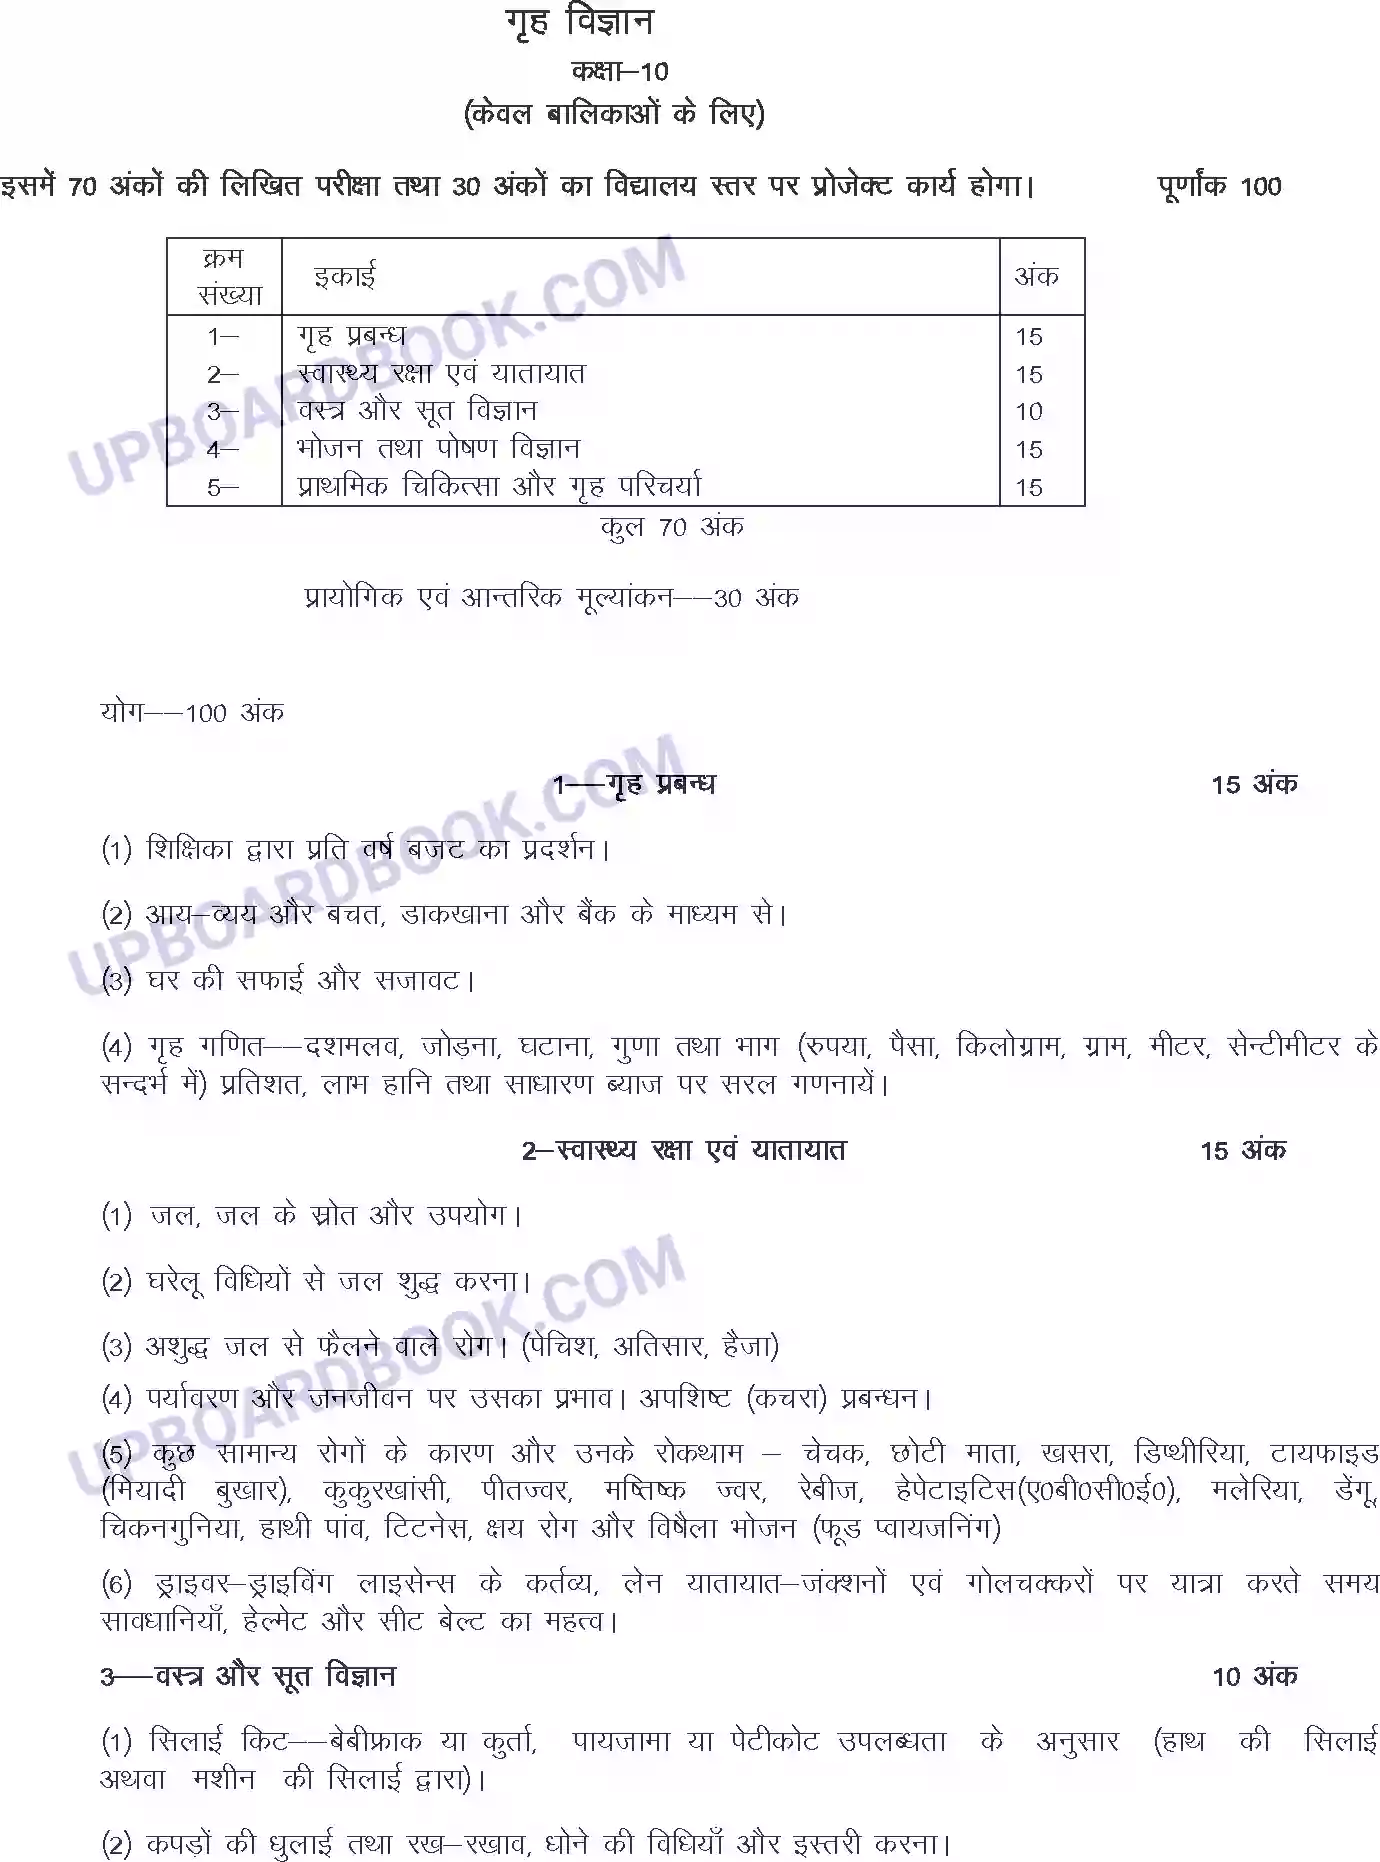 गृह विज्ञान
कक्षा–10
(केवल बालिकाओं के लिए)
इसमें 70 अंकों की लिखित परीक्षा तथा 30 अंकों का विद्यालय स्तर पर प्रोजेक्ट कार्य होगा। पूर्णांक 100
क्रम संख्या इकाई अंक
1– गृह प्रबन्ध 15
2– स्वास्थ्य रक्षा एवं यातायात 15
3– वस्त्र और सूत विज्ञान 10
4– भोजन तथा पोषण विज्ञान 15
5– प्राथमिक चिकित्सा और गृह परिचर्या 15
कुल 70 अंक
प्रायोगिक एवं आन्तरिक मूल्यांकन––30 अंक
योग––100 अंक
1––गृह प्रबन्ध 15 अंक
(1) शिक्षिका द्वारा प्रति वर्ष बजट का प्रदर्शन।
(2) आय–व्यय और बचत, डाकखाना और बैंक के माध्यम से।
(3) घर की सफाई और सजावट।
(4) गृह गणित––दशमलव, जोड़ना, घटाना, गुणा तथा भाग (रुपया, पैसा, किलोग्राम, ग्राम, मीटर, सेन्टीमीटर के
सन्दर्भ में) प्रतिशत, लाभ हानि तथा साधारण ब्याज पर सरल गणनायें।
2–स्वास्थ्य रक्षा एवं यातायात 15 अंक
(1) जल, जल के स्रोत और उपयोग।
(2) घरेलू विधियों से जल शुद्ध करना।
(3) अशुद्ध जल से फैलने वाले रोग। (पेचिश, अतिसार, हैजा)
(4) पर्यावरण और जनजीवन पर उसका प्रभाव। अपशिष्ट (कचरा) प्रबन्धन।
(5) कुछ सामान्य रोगों के कारण और उनके रोकथाम – चेचक, छोटी माता, खसरा, डिप्थीरिया, टायफाइड
(मियादी बुखार), कुकुरखांसी, पीतज्वर, मष्तिष्क ज्वर, रेबीज, हेपेटाइटिस(ए0बी0सी0ई0), मलेरिया, डेंगू,
चिकनगुनिया, हाथी पांव, टिटनेस, क्षय रोग और विषैला भोजन (फूड प्वायजनिंग)
(6) ड्राइवर–ड्राइविंग लाइसेन्स के कर्तव्य, लेन यातायात–जंक्शनों एवं गोलचक्करों पर यात्रा करते समय
सावधानियाँ, हेल्मेट और सीट बेल्ट का महत्व।
3––वस्त्र और सूत विज्ञान 10 अंक
(1) सिलाई किट––बेबीफ्राक या कुर्ता, पायजामा या पेटीकोट उपलब्धता के अनुसार (हाथ की सिलाई
अथवा मशीन की सिलाई द्वारा)।
(2) कपड़ों की धुलाई तथा रख–रखाव, धोने की विधियाँ और इस्तरी करना।
UPBOARDBOOK.COM
UPBOARDBOOK.COM
UPBOARDBOOK.COM